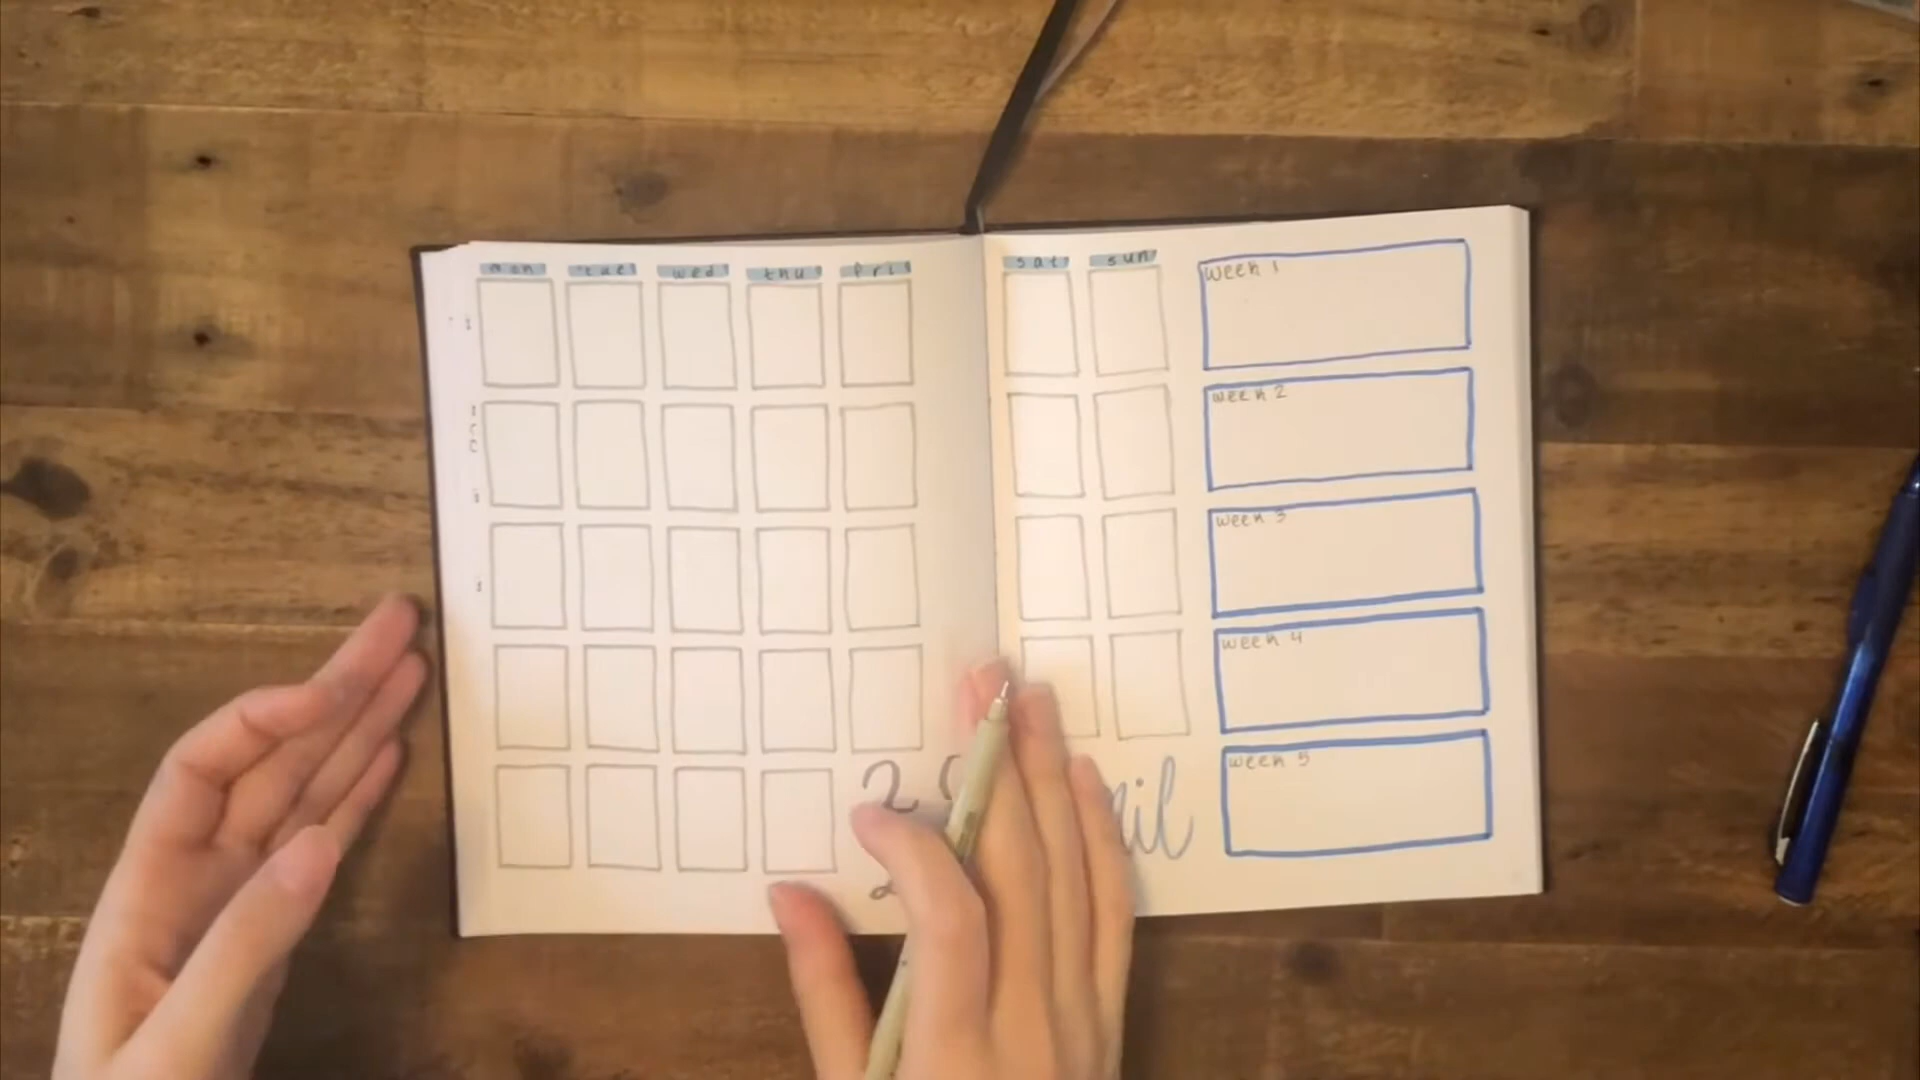 mon tue wed thu fri sat sun
week 1
week 2
week 3
week 4
week 5